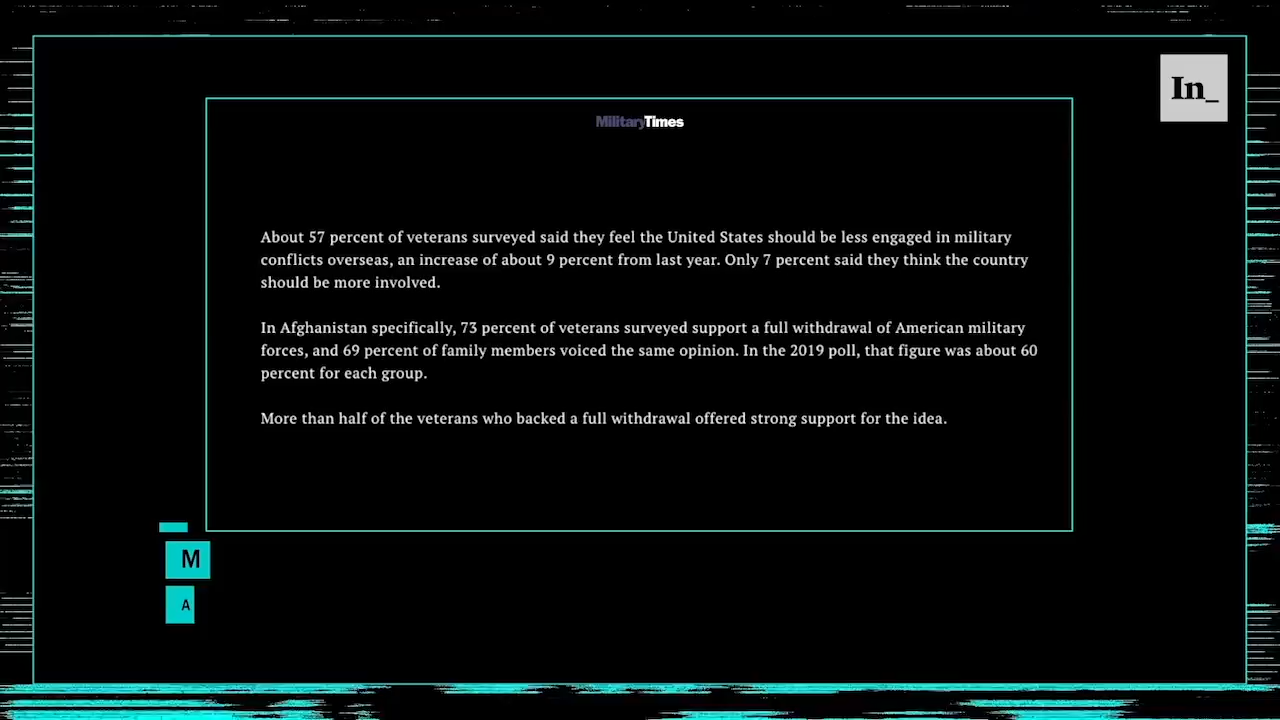 In_
MilitaryTimes
About 57 percent of veterans surveyed said they feel the United States should be less engaged in military
conflicts overseas, an increase of about 9 percent from last year. Only 7 percent said they think the country
should be more involved.
In Afghanistan specifically, 73 percent of veterans surveyed support a full withdrawal of American military
forces, and 69 percent of family members voiced the same opinion. In the 2019 poll, that figure was about 60
percent for each group.
More than half of the veterans who backed a full withdrawal offered strong support for the idea.
M
A